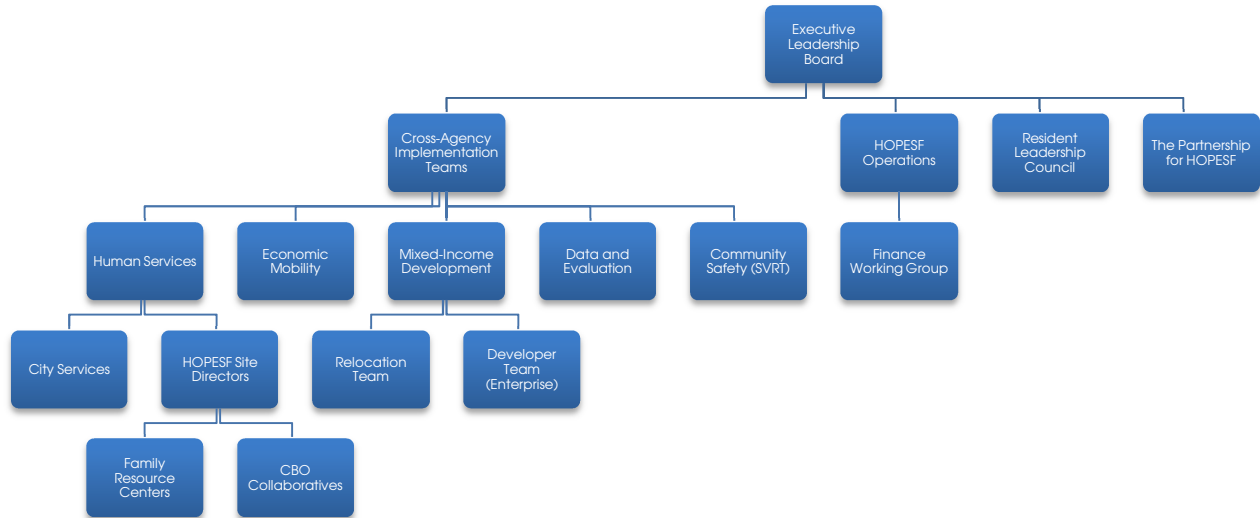 Executive
Leadership
Board
Cross-Agency
Implementation
Teams
HOPESF
Operations
Resident
Leadership
Council
The Partnership
for HOPESF
Human Services
Economic
Mobility
Mixed-Income
Development
Data and
Evaluation
Community
Safety (SVRT)
Finance
Working Group
City Services
HOPESF Site
Directors
Relocation
Team
Developer
Team
(Enterprise)
Family
Resource
Centers
CBO
Collaboratives